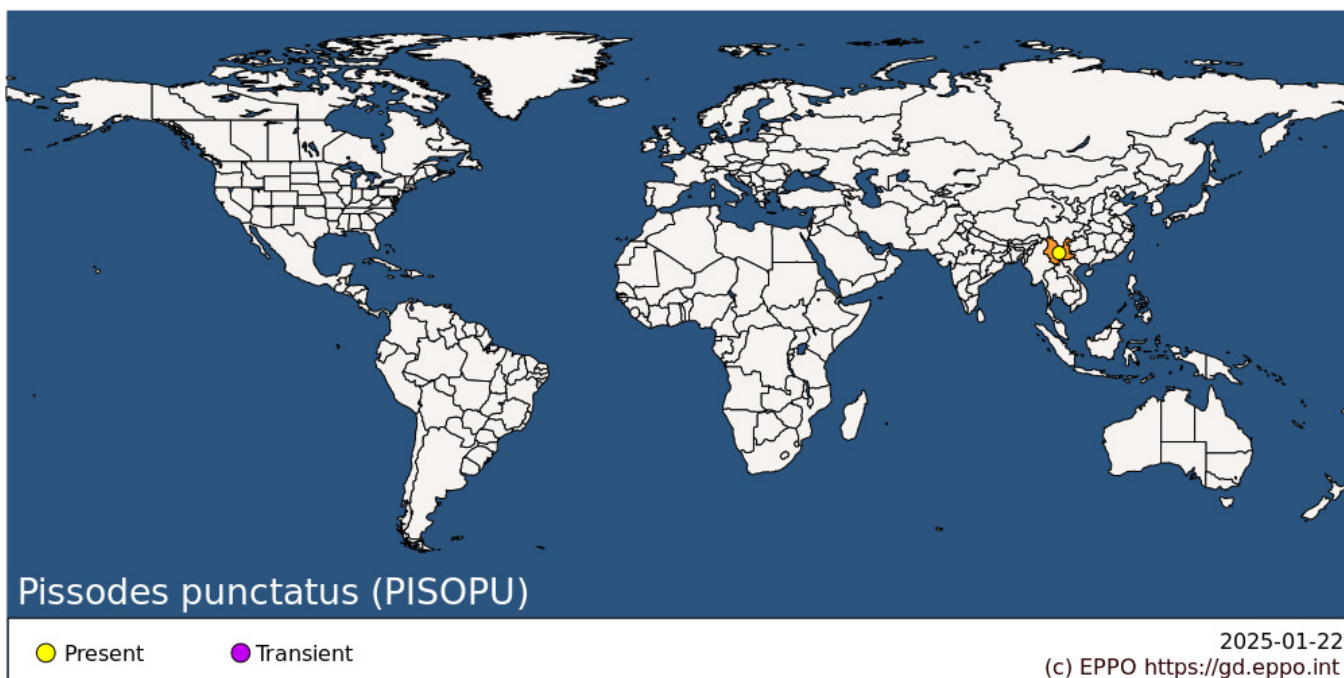 Pissodes punctatus (PISOPU)
Present
Transient
2025-01-22
(c) EPPO https://gd.eppo.int